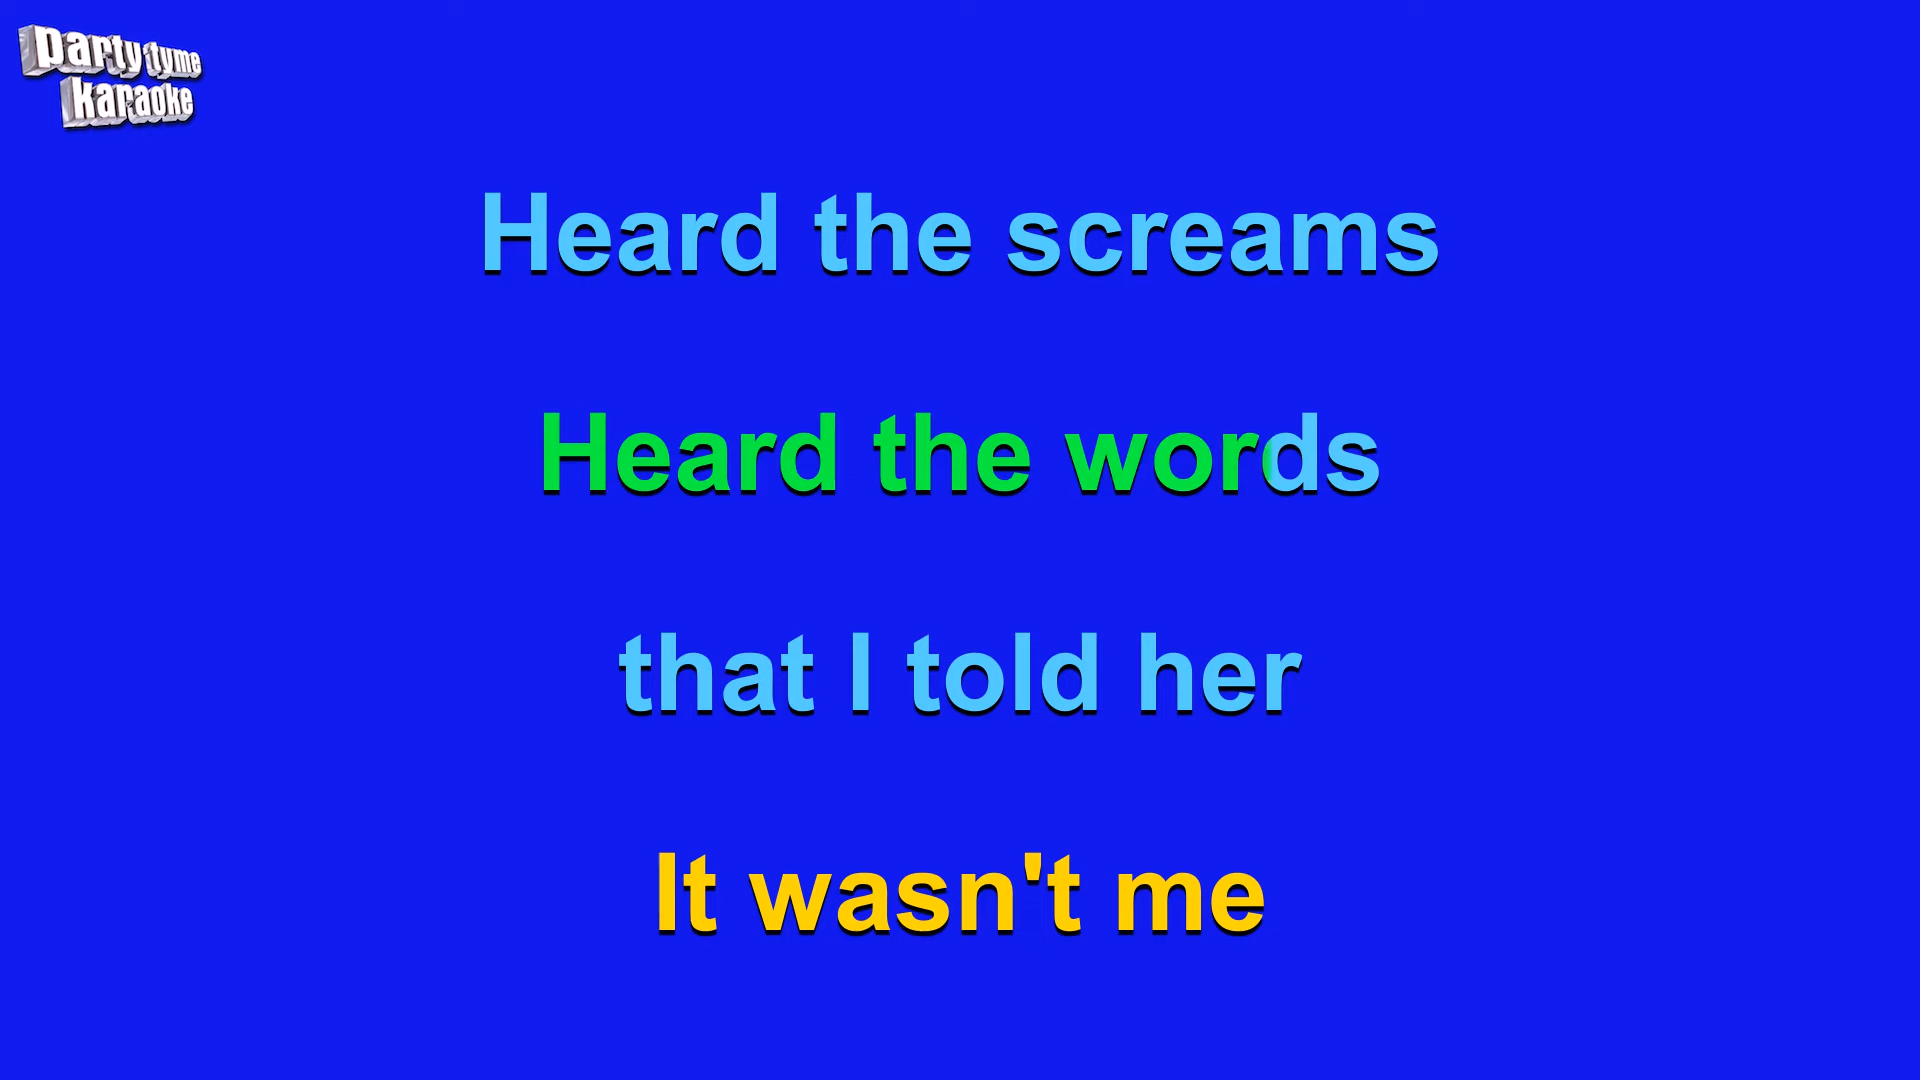 party tyme
karaoke
Heard the screams
Heard the words
that I told her
It wasn't me